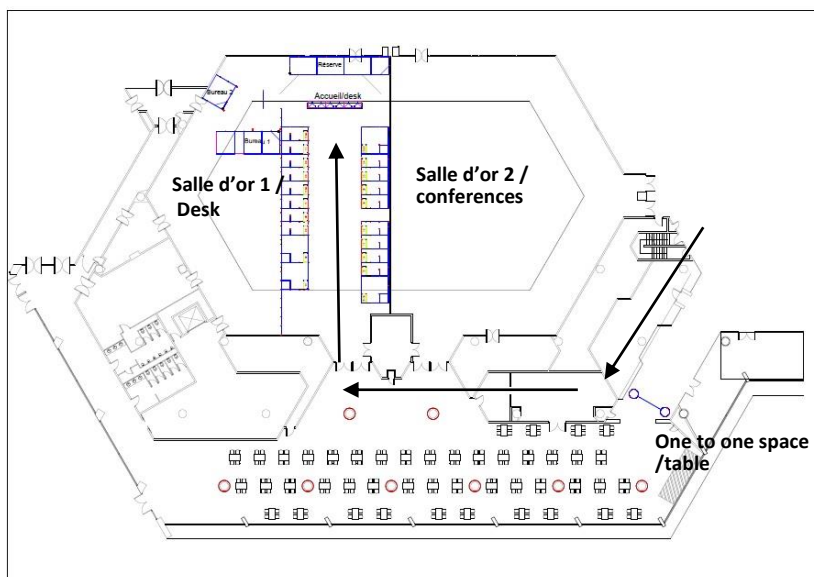 Réserve
Bureau 2
Accueil/desk
Bureau 1
Salle d'or 1 /
Desk
Salle d'or 2 /
conferences
One to one space
/table